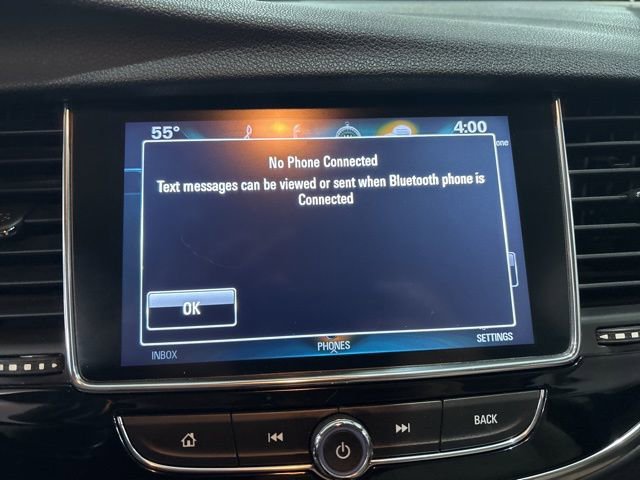 55°
4:00
one
No Phone Connected
Text messages can be viewed or sent when Bluetooth phone is
Connected
OK
INBOX
PHONES
SETTINGS
BACK